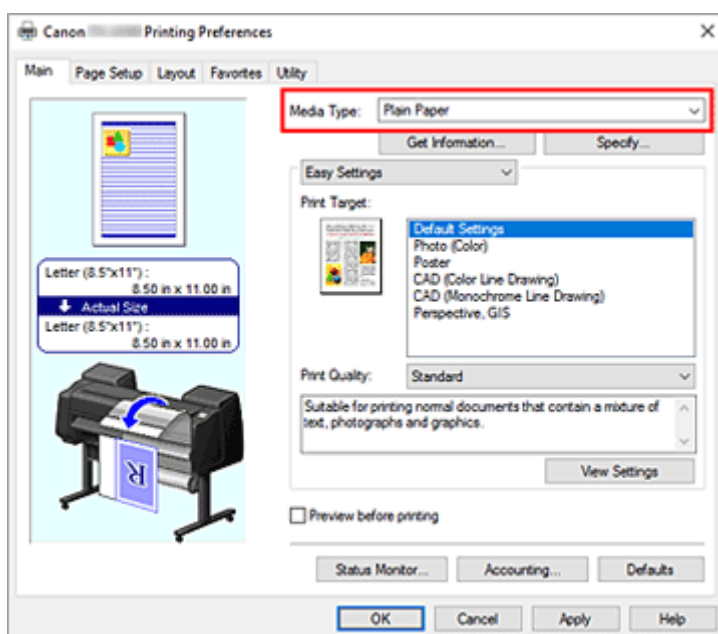 Canon Printing Preferences
Main Page Setup Layout Favorites Utility
Media Type: Plain Paper
Get Information... Specify...
Easy Settings
Print Target:
Default Settings
Photo (Color)
Poster
CAD (Color Line Drawing)
CAD (Monochrome Line Drawing)
Perspective, GIS
Letter (8.5"x11") :
8.50 in x 11.00 in
Actual Size
Letter (8.5"x11") :
8.50 in x 11.00 in
Print Quality: Standard
Suitable for printing normal documents that contain a mixture of
text, photographs and graphics.
View Settings
R
Preview before printing
Status Monitor... Accounting... Defaults
OK Cancel Apply Help